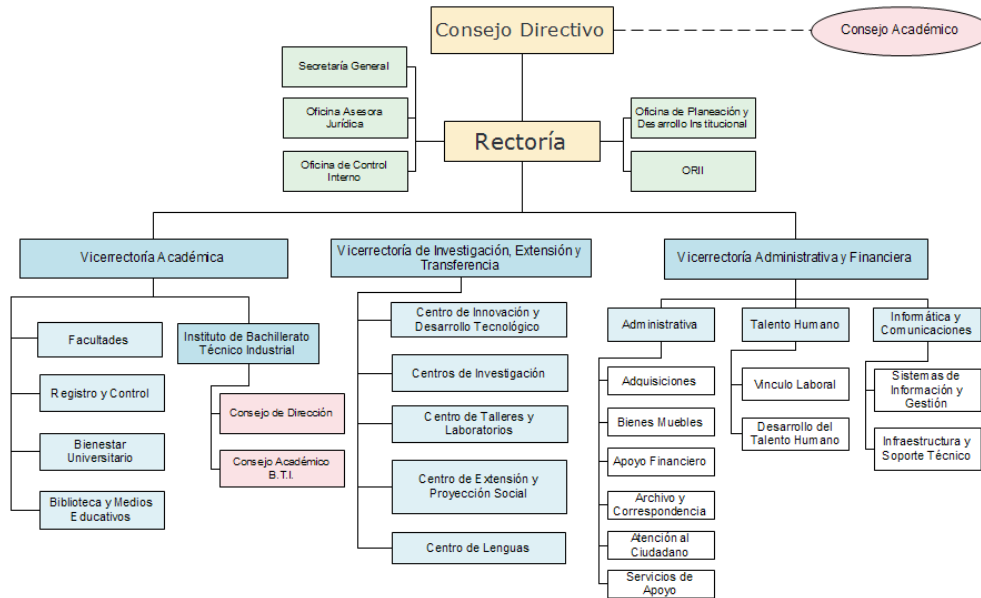 Consejo Directivo
Consejo Académico
Secretaría General
Oficina Asesora
Jurídica
Oficina de Control
Interno
Rectoría
Oficina de Planeación y
Desarrollo Institucional
ORII
Vicerrectoría Académica
Facultades
Registro y Control
Bienestar
Universitario
Biblioteca y Medios
Educativos
Instituto de Bachillerato
Técnico Industrial
Consejo de Dirección
Consejo Académico
B.T.I.
Vicerrectoría de Investigación, Extensión y
Transferencia
Centro de Innovación y
Desarrollo Tecnológico
Centros de Investigación
Centro de Talleres y
Laboratorios
Centro de Extensión y
Proyección Social
Centro de Lenguas
Vicerrectoría Administrativa y Financiera
Administrativa
Adquisiciones
Bienes Muebles
Apoyo Financiero
Archivo y
Correspondencia
Atención al
Ciudadano
Servicios de
Apoyo
Talento Humano
Vinculo Laboral
Desarrollo del
Talento Humano
Informática y
Comunicaciones
Sistemas de
Información y
Gestión
Infraestructura y
Soporte Técnico